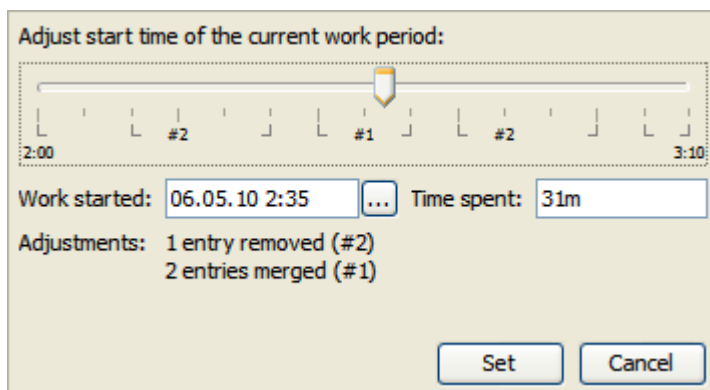 Adjust start time of the current work period:
#2 #1 #2
2:00 3:10
Work started: 06.05.10 2:35 ... Time spent: 31m
Adjustments: 1 entry removed (#2)
2 entries merged (#1)
Set Cancel